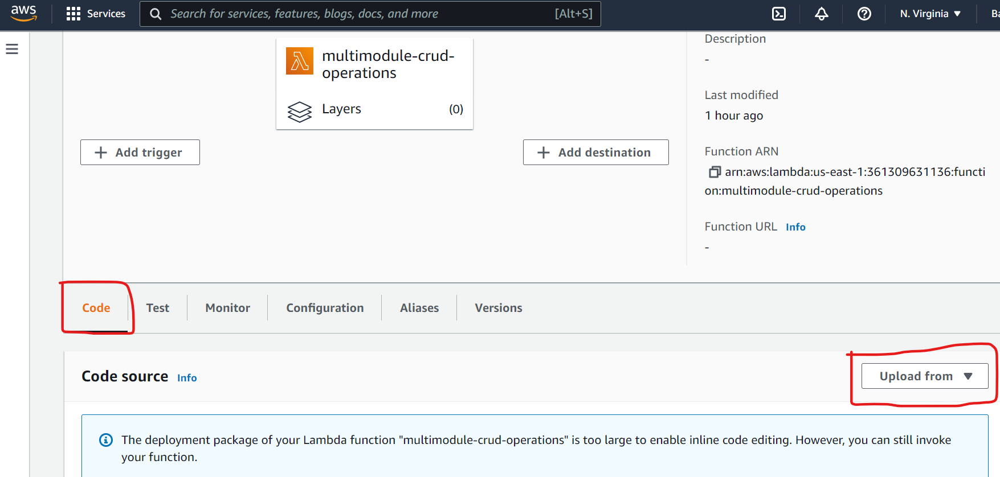 aws
Services
Search for services, features, blogs, docs, and more
[Alt+S]
N. Virginia
multimodule-crud-
operations
Layers
(0)
Add trigger
Add destination
Description
-
Last modified
1 hour ago
Function ARN
arn:aws:lambda:us-east-1:361309631136:functi
on:multimodule-crud-operations
Function URL Info
-
Code
Test
Monitor
Configuration
Aliases
Versions
Code source Info
Upload from
The deployment package of your Lambda function "multimodule-crud-operations" is too large to enable inline code editing. However, you can still invoke
your function.